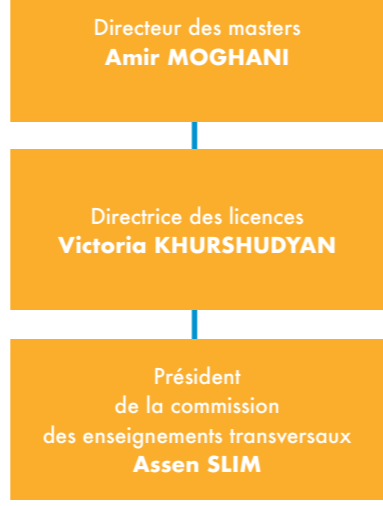 Directeur des masters
Amir MOGHANI
Directrice des licences
Victoria KHURSHUDYAN
Président
de la commission
des enseignements transversaux
Assen SLIM